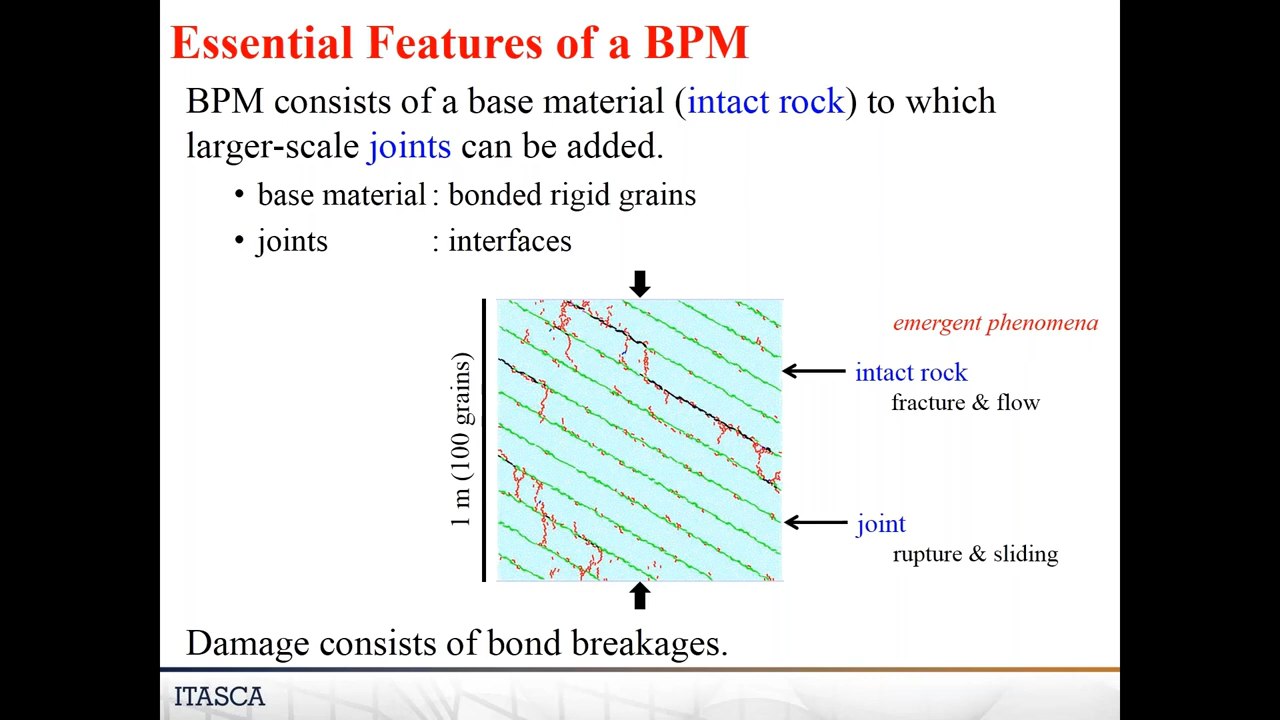 Essential Features of a BPM
BPM consists of a base material (intact rock) to which
larger-scale joints can be added.
• base material : bonded rigid grains
• joints : interfaces
1 m (100 grains)
emergent phenomena
intact rock
fracture & flow
joint
rupture & sliding
Damage consists of bond breakages.
ITASCA